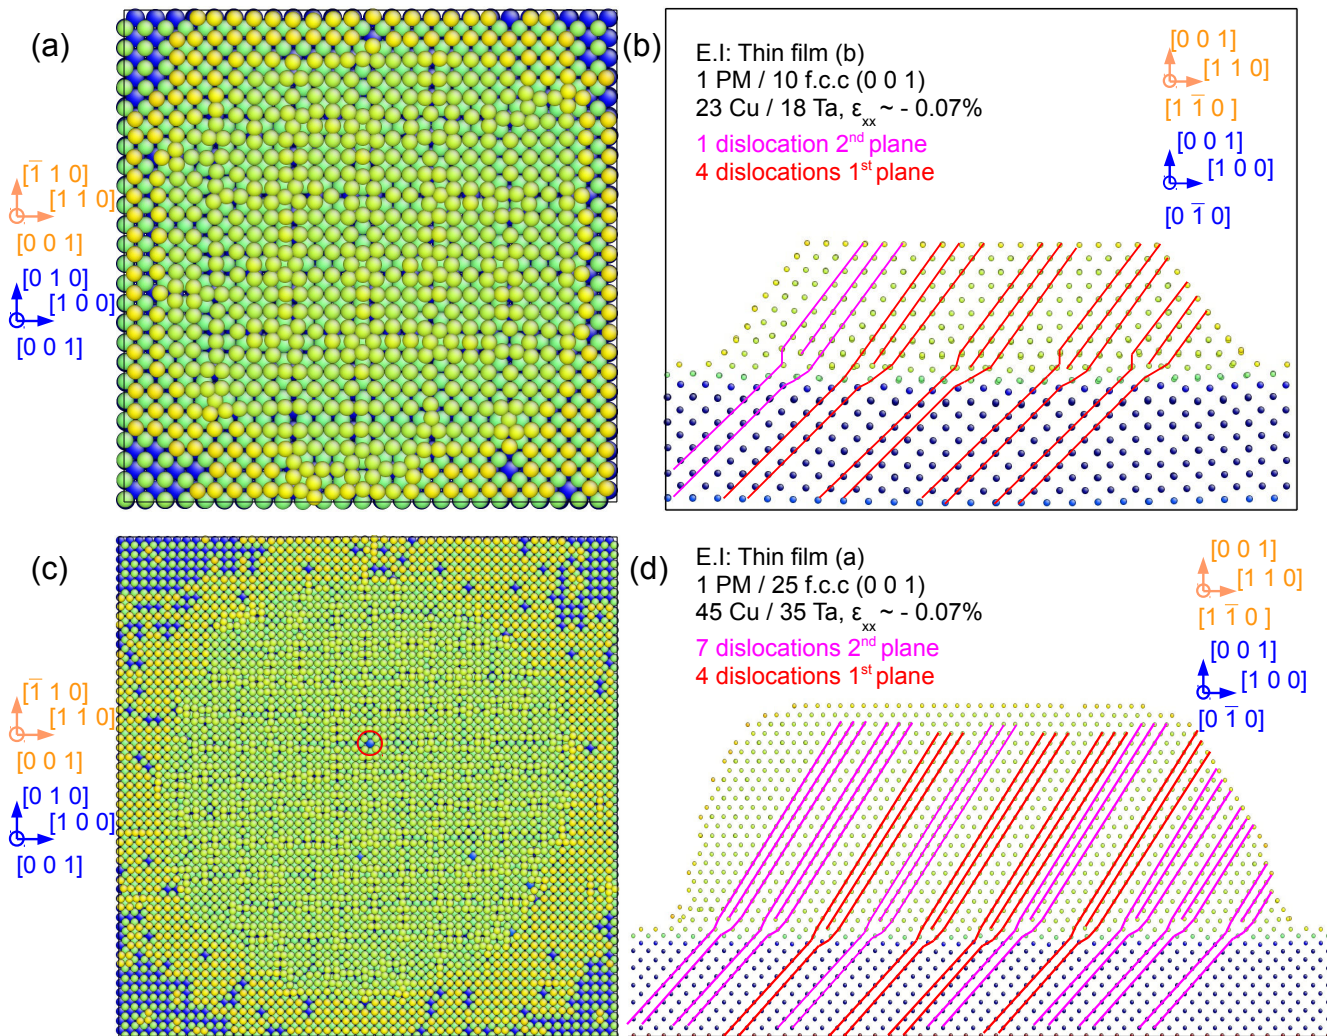 (a)
[1̅ 1 0]
[1 1 0]
[0 0 1]
[0 1 0]
[1 0 0]
[0 0 1]
(b)
E.I: Thin film (b)
1 PM / 10 f.c.c (0 0 1)
23 Cu / 18 Ta, ε_xx ~ - 0.07%
1 dislocation 2nd plane
4 dislocations 1st plane
[0 0 1]
[1 1 0]
[1 1̅ 0]
[0 0 1]
[1 0 0]
[0 1̅ 0]
(c)
[1̅ 1 0]
[1 1 0]
[0 0 1]
[0 1 0]
[1 0 0]
[0 0 1]
(d)
E.I: Thin film (a)
1 PM / 25 f.c.c (0 0 1)
45 Cu / 35 Ta, ε_xx ~ - 0.07%
7 dislocations 2nd plane
4 dislocations 1st plane
[0 0 1]
[1 1 0]
[1 1̅ 0]
[0 0 1]
[1 0 0]
[0 1̅ 0]